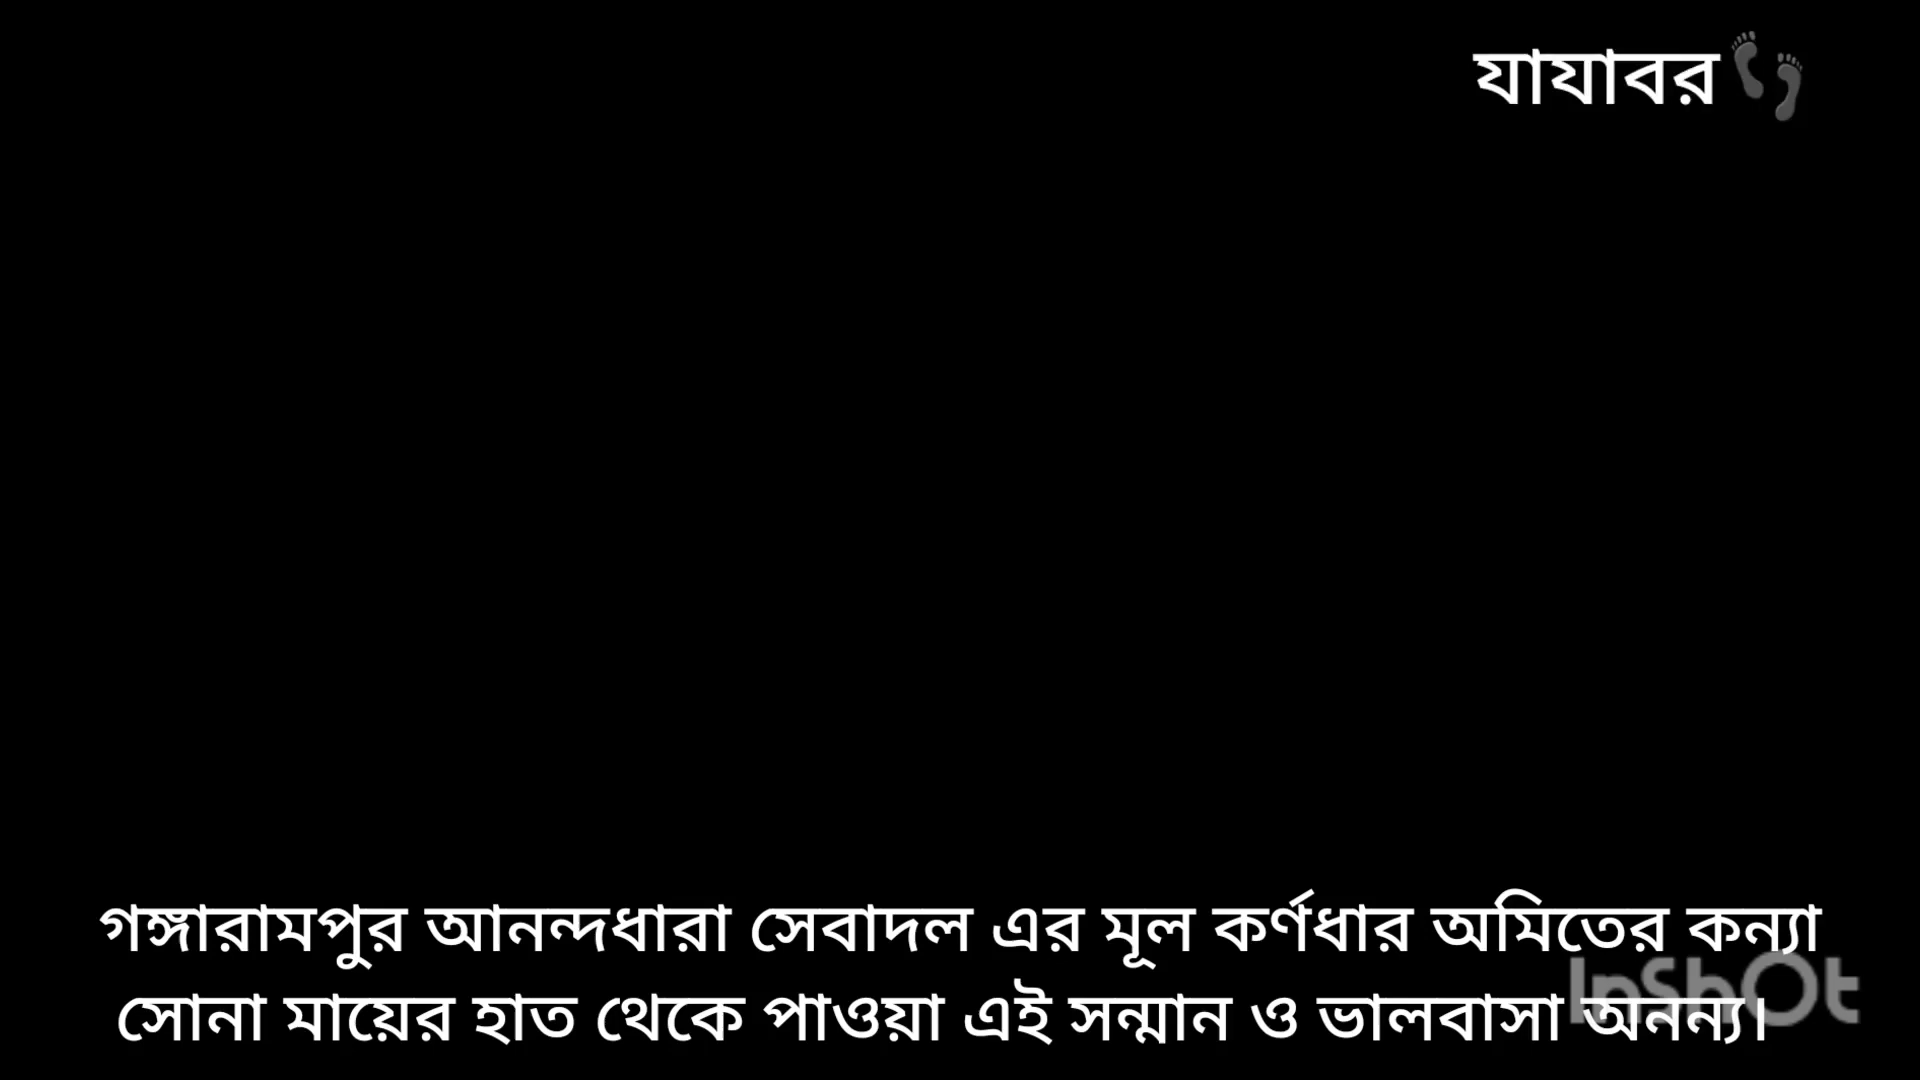 যাযাবর👣
গঙ্গারামপুর আনন্দধারা সেবাদল এর মূল কর্ণধার অমিতের কন্যা
সোনা মায়ের হাত থেকে পাওয়া এই সন্মান ও ভালবাসা অনন্য।
InShOt